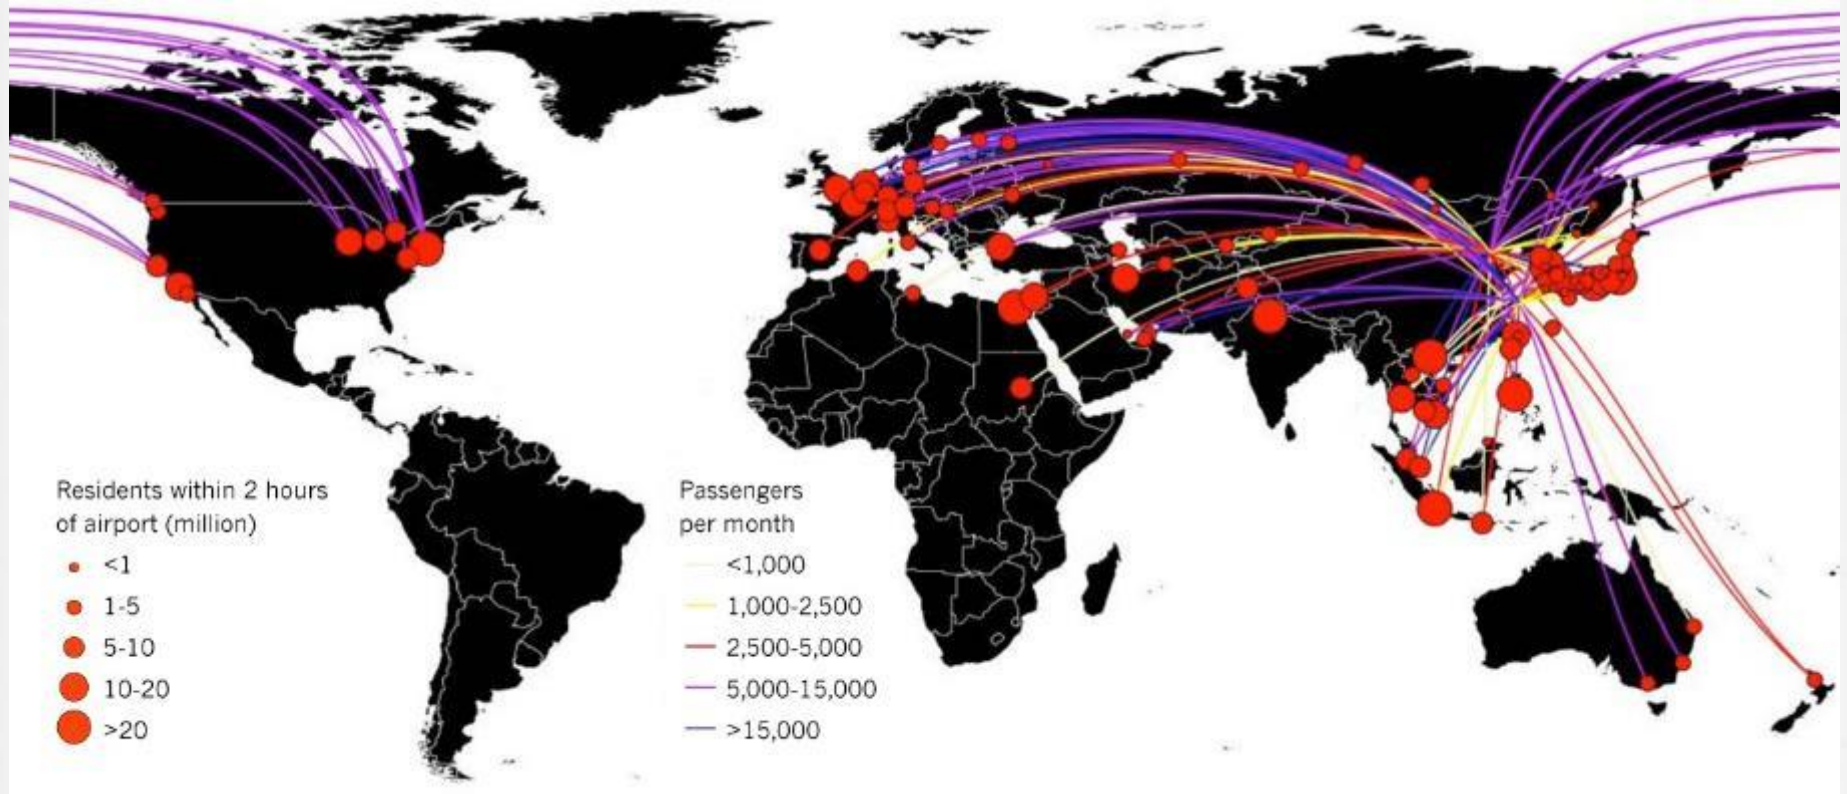 Residents within 2 hours
of airport (million)
<1
1-5
5-10
10-20
>20
Passengers
per month
<1,000
1,000-2,500
2,500-5,000
5,000-15,000
>15,000